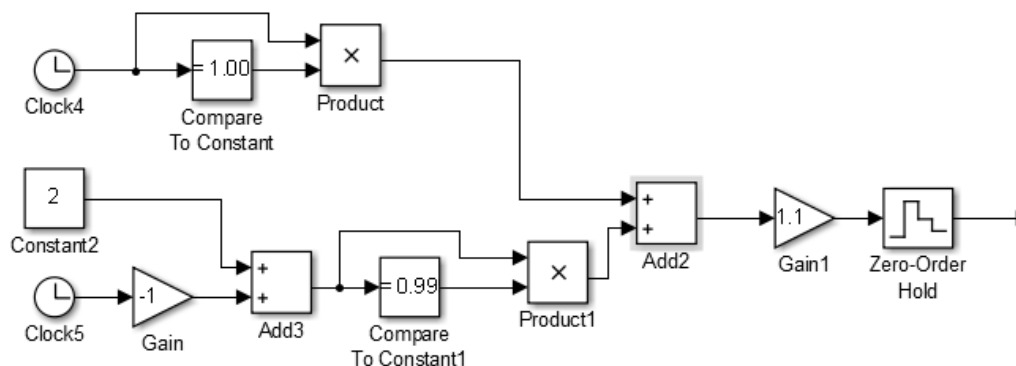 = 1.00
×
Clock4
Product
Compare
To Constant
2
Constant2
+
+
Add2
1.1
Gain1
Zero-Order
Hold
+
+
Add3
-1
Clock5
Gain
= 0.99
Compare
To Constant1
×
Product1